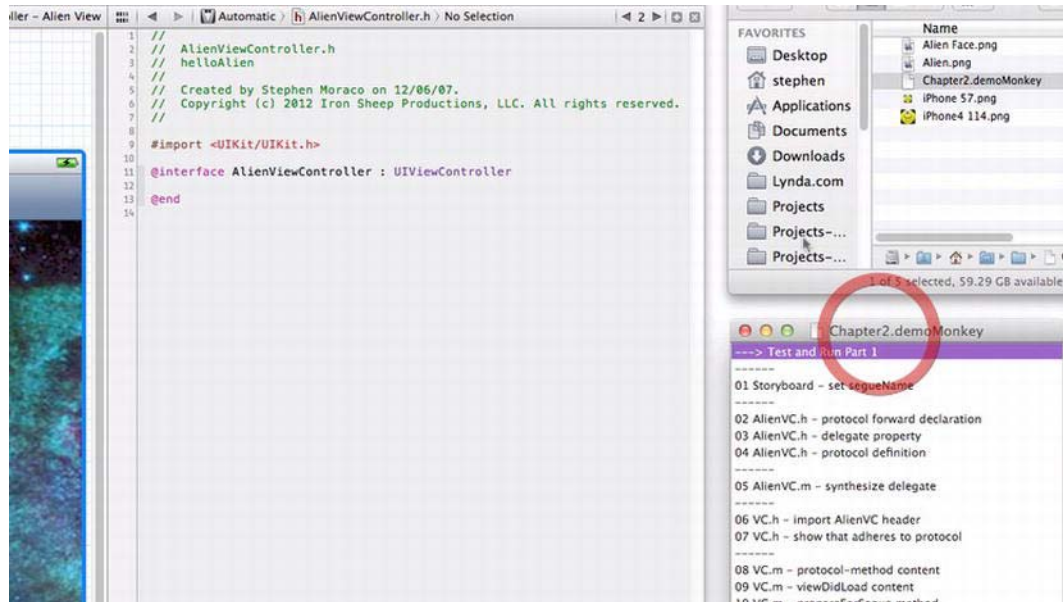 ller - Alien View
Automatic
AlienViewController.h
No Selection
2
1 //
2 // AlienViewController.h
3 // helloAlien
4 //
5 // Created by Stephen Moraco on 12/06/07.
6 // Copyright (c) 2012 Iron Sheep Productions, LLC. All rights reserved.
7 //
8
9 #import <UIKit/UIKit.h>
10
11 @interface AlienViewController : UIViewController
12
13 @end
14
FAVORITES
Desktop
stephen
Applications
Documents
Downloads
Lynda.com
Projects
Projects-...
Projects-...
Name
Alien Face.png
Alien.png
Chapter2.demoMonkey
iPhone 57.png
iPhone4 114.png
1 of 5 selected, 59.29 GB available
Chapter2.demoMonkey
---> Test and Run Part 1
------
01 Storyboard - set segueName
------
02 AlienVC.h - protocol forward declaration
03 AlienVC.h - delegate property
04 AlienVC.h - protocol definition
------
05 AlienVC.m - synthesize delegate
------
06 VC.h - import AlienVC header
07 VC.h - show that adheres to protocol
------
08 VC.m - protocol-method content
09 VC.m - viewDidLoad content
10 VC.m - prepareForSegue method